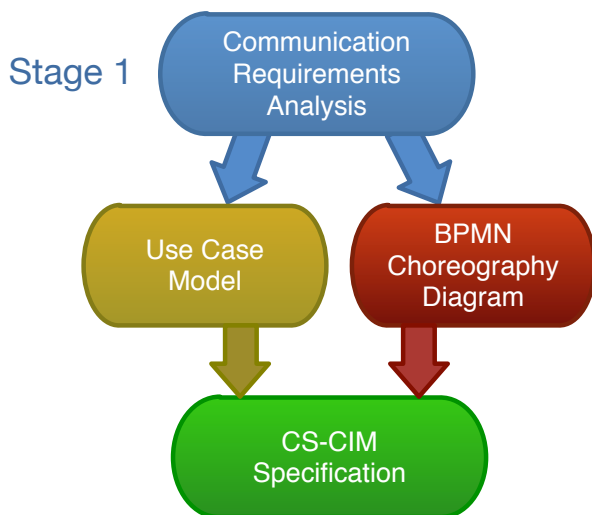 Stage 1
Communication
Requirements
Analysis
Use Case
Model
BPMN
Choreography
Diagram
CS-CIM
Specification